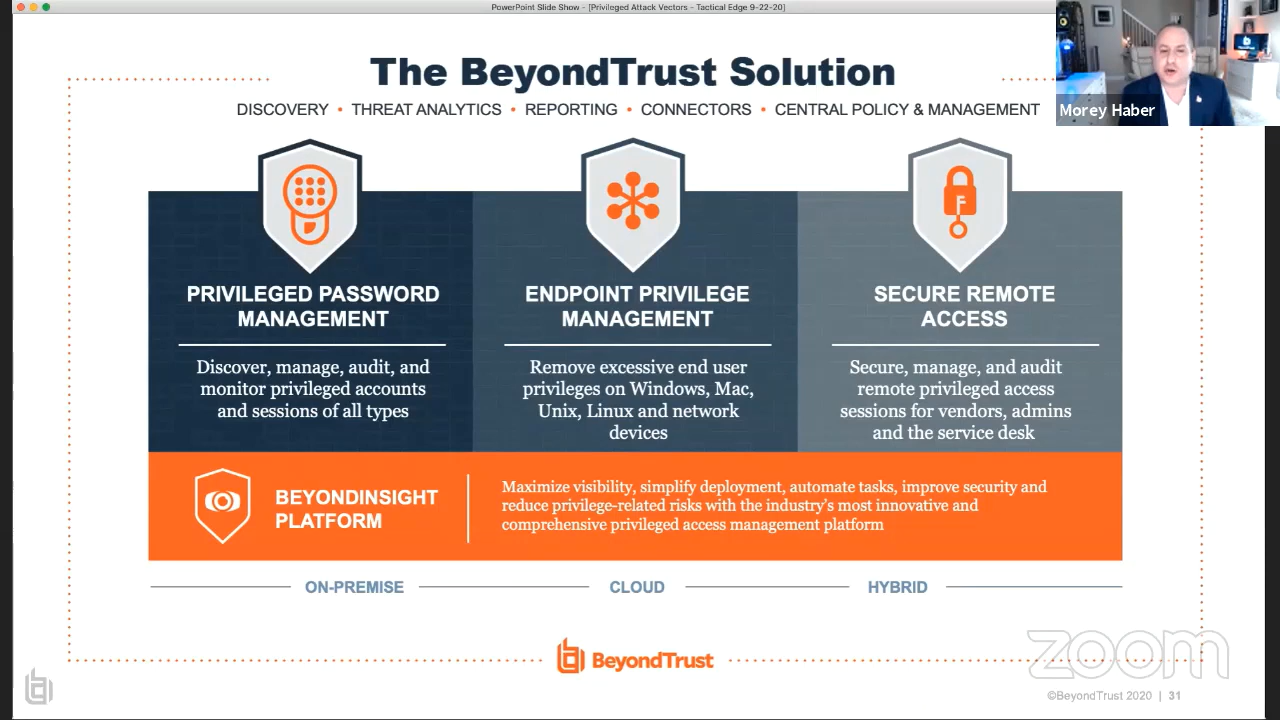 PowerPoint Slide Show - [Privileged Attack Vectors - Tactical Edge 9-22-20]
The BeyondTrust Solution
DISCOVERY • THREAT ANALYTICS • REPORTING • CONNECTORS • CENTRAL POLICY & MANAGEMENT
Morey Haber
PRIVILEGED PASSWORD
MANAGEMENT
Discover, manage, audit, and
monitor privileged accounts
and sessions of all types
ENDPOINT PRIVILEGE
MANAGEMENT
Remove excessive end user
privileges on Windows, Mac,
Unix, Linux and network
devices
SECURE REMOTE
ACCESS
Secure, manage, and audit
remote privileged access
sessions for vendors, admins
and the service desk
BEYONDINSIGHT
PLATFORM
Maximize visibility, simplify deployment, automate tasks, improve security and
reduce privilege-related risks with the industry's most innovative and
comprehensive privileged access management platform
ON-PREMISE
CLOUD
HYBRID
BeyondTrust
zoom
©BeyondTrust 2020 | 31